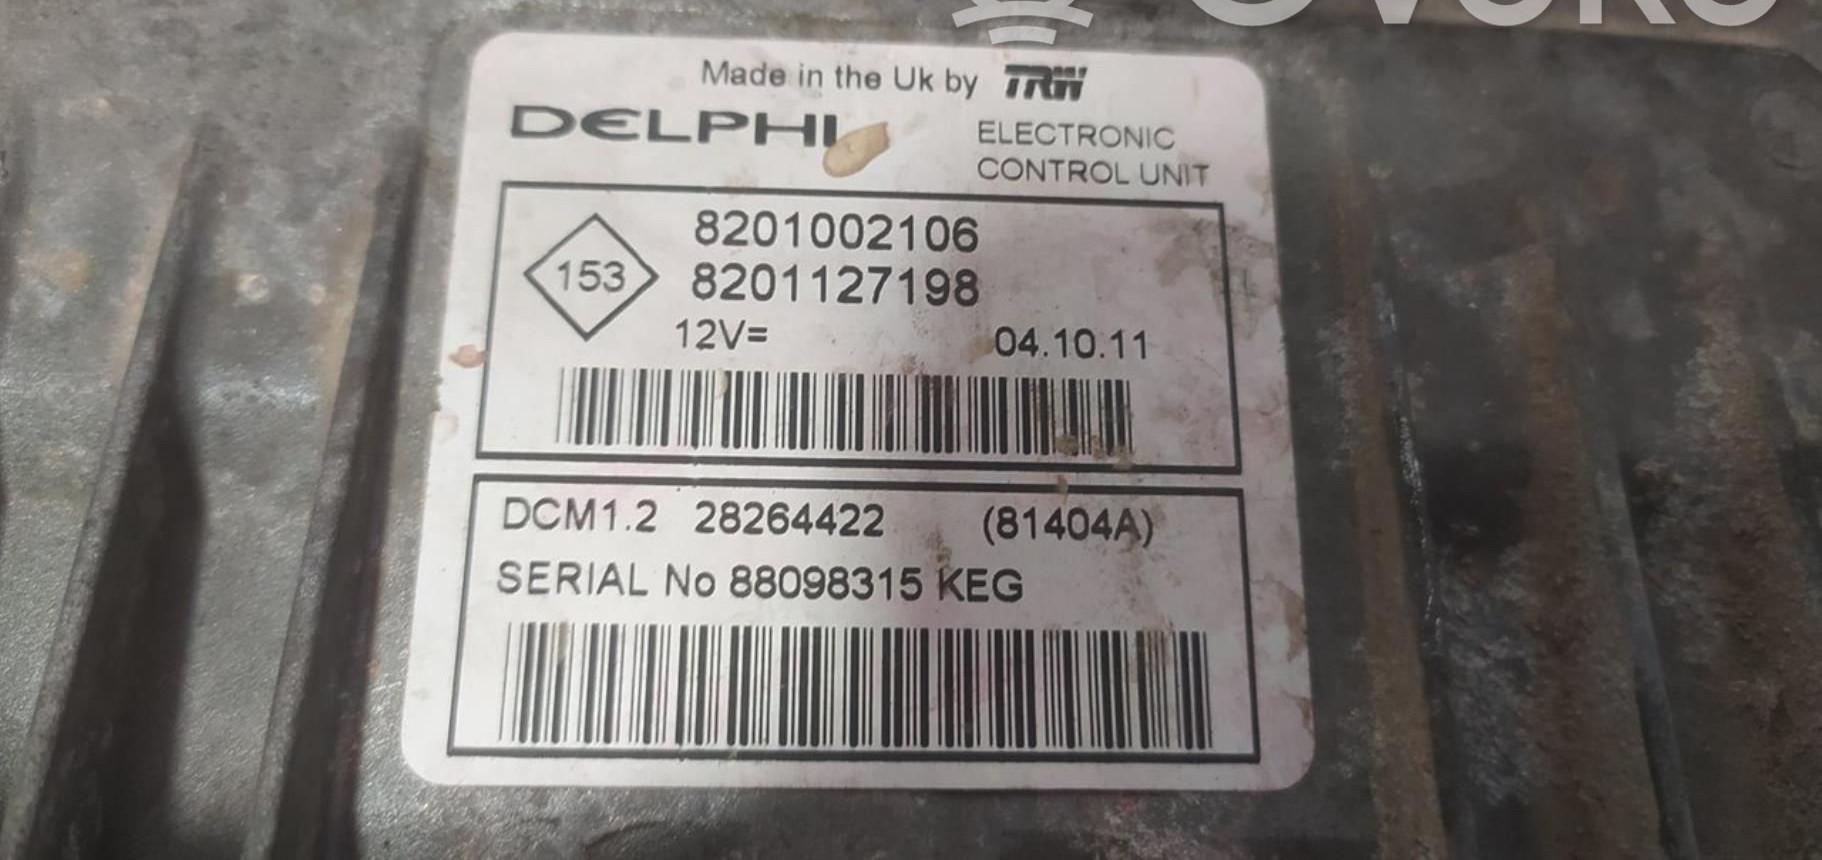 Made in the Uk by TRW
DELPHI
ELECTRONIC
CONTROL UNIT
153
8201002106
8201127198
12V=
04.10.11
DCM1.2 28264422 (81404A)
SERIAL No 88098315 KEG